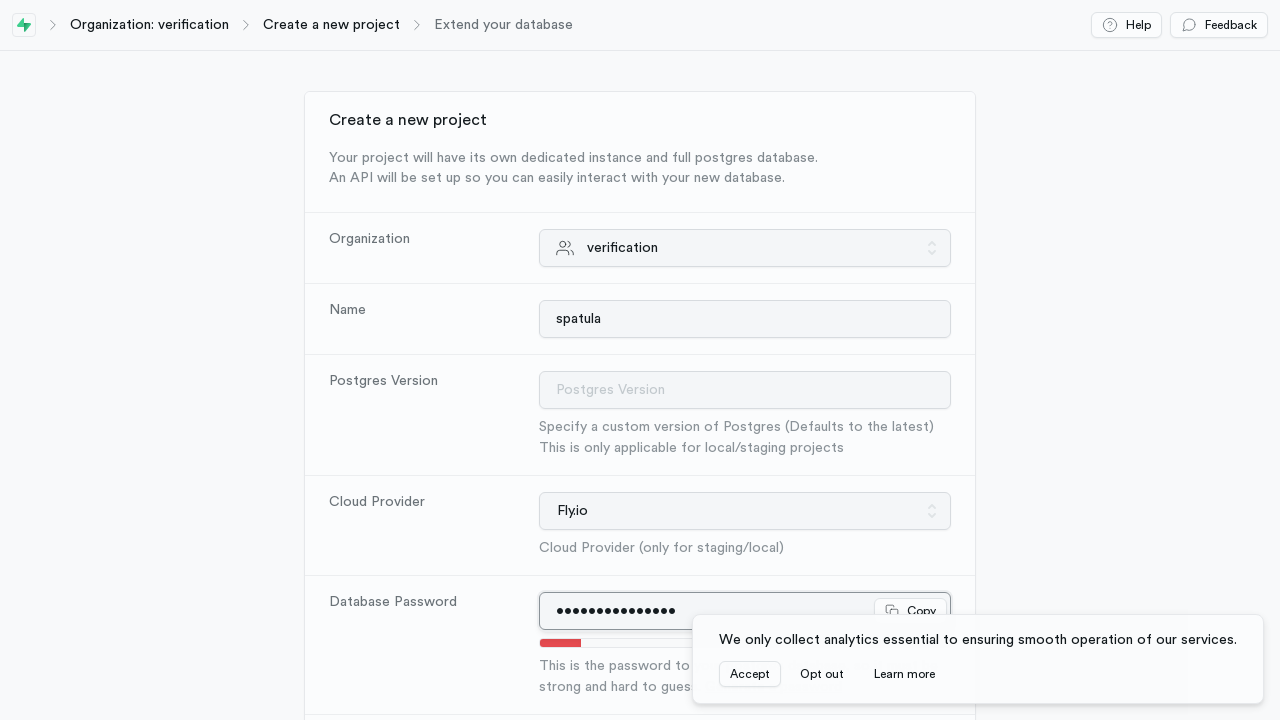 Organization: verification
Create a new project
Extend your database
Help
Feedback
Create a new project
Your project will have its own dedicated instance and full postgres database.
An API will be set up so you can easily interact with your new database.
Organization
verification
Name
spatula
Postgres Version
Postgres Version
Specify a custom version of Postgres (Defaults to the latest)
This is only applicable for local/staging projects
Cloud Provider
Fly.io
Cloud Provider (only for staging/local)
Database Password
•••••••••••••••
Copy
This is the password to
strong and hard to gues
We only collect analytics essential to ensuring smooth operation of our services.
Accept
Opt out
Learn more